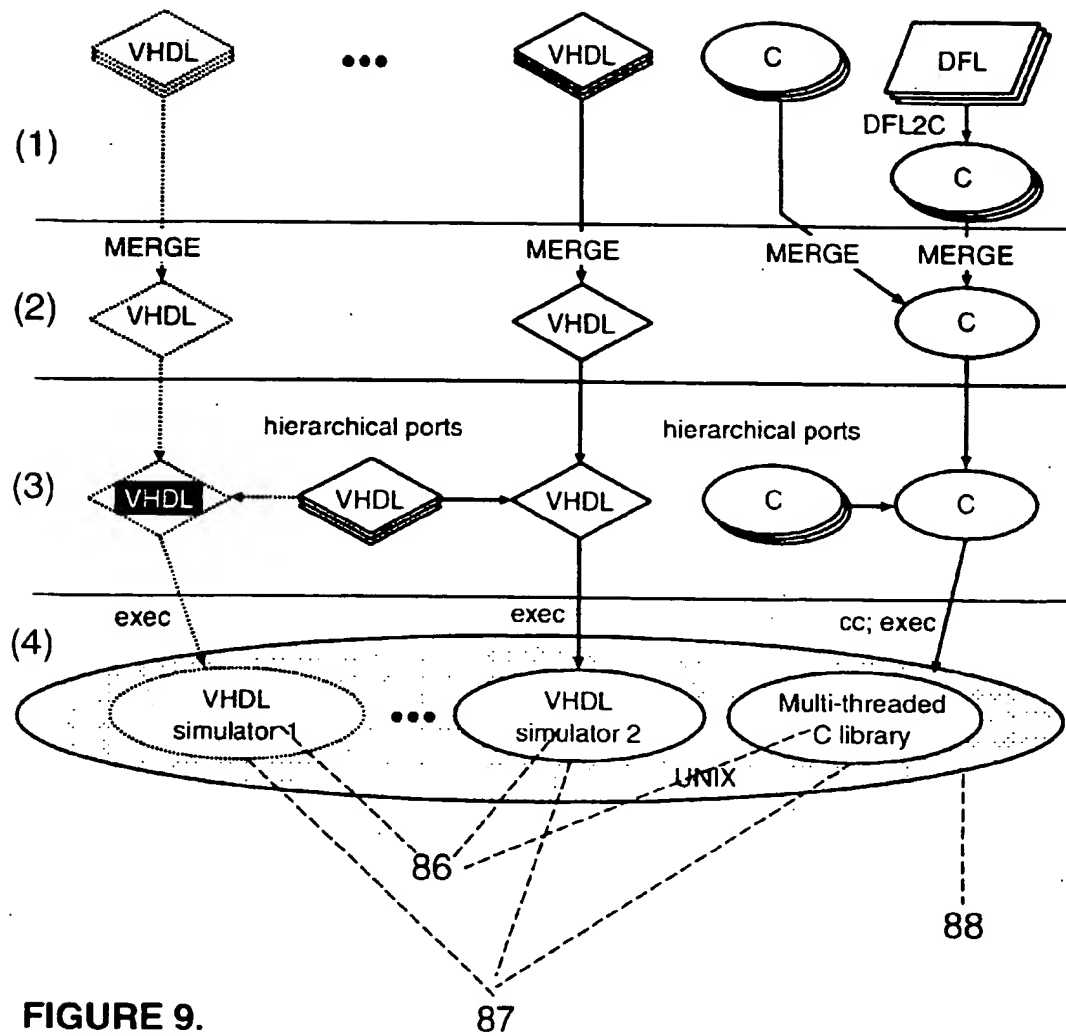 VHDL ••• VHDL C DFL
DFL2C
(1)
C
MERGE MERGE MERGE MERGE
(2) VHDL VHDL C
hierarchical ports hierarchical ports
(3) VHDL VHDL VHDL C C
exec exec cc; exec
(4)
VHDL
simulator 1
•••
VHDL
simulator 2
Multi-threaded
C library
UNIX
86
88
FIGURE 9. 87